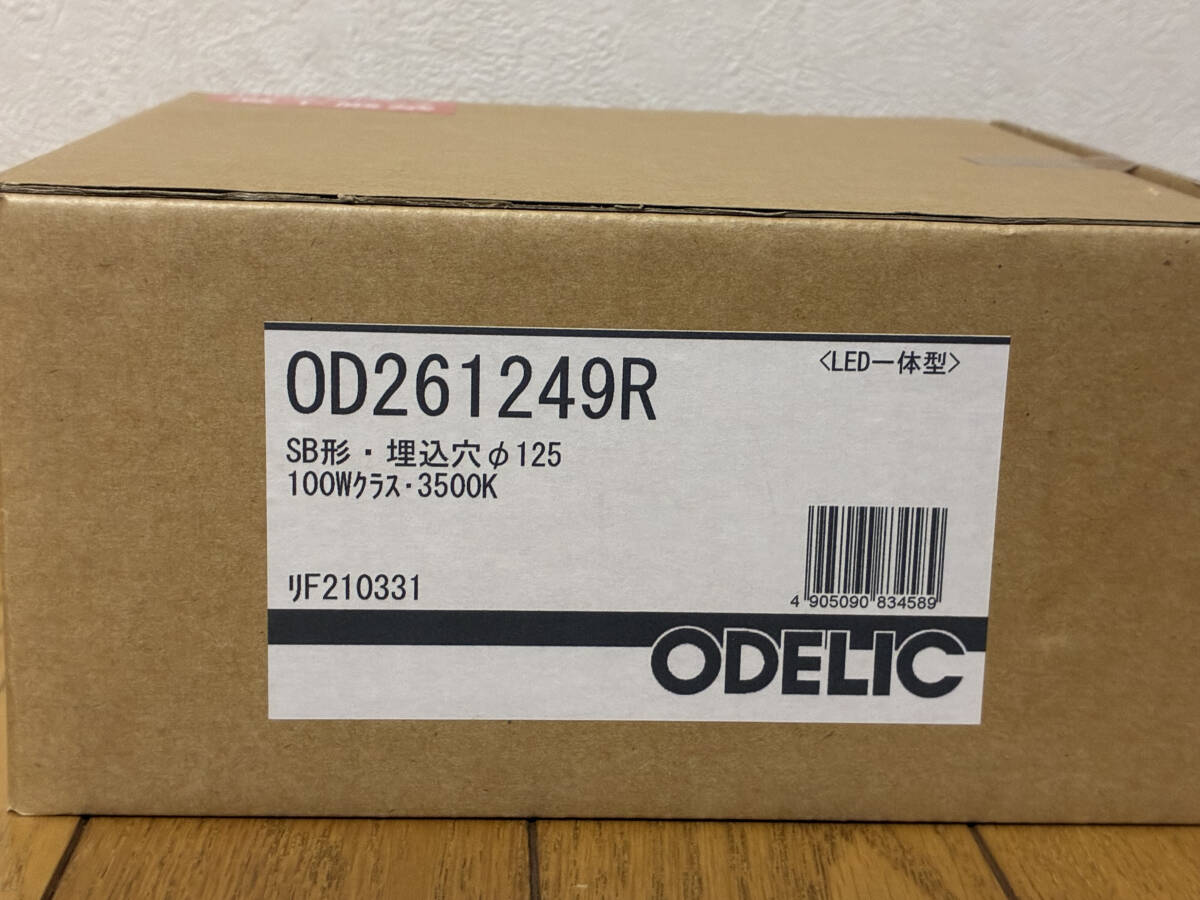 OD261249R
<LED一体型>
SB形・埋込穴φ125
100Wクラス・3500K
リF210331
4 905090 834589
ODELIC